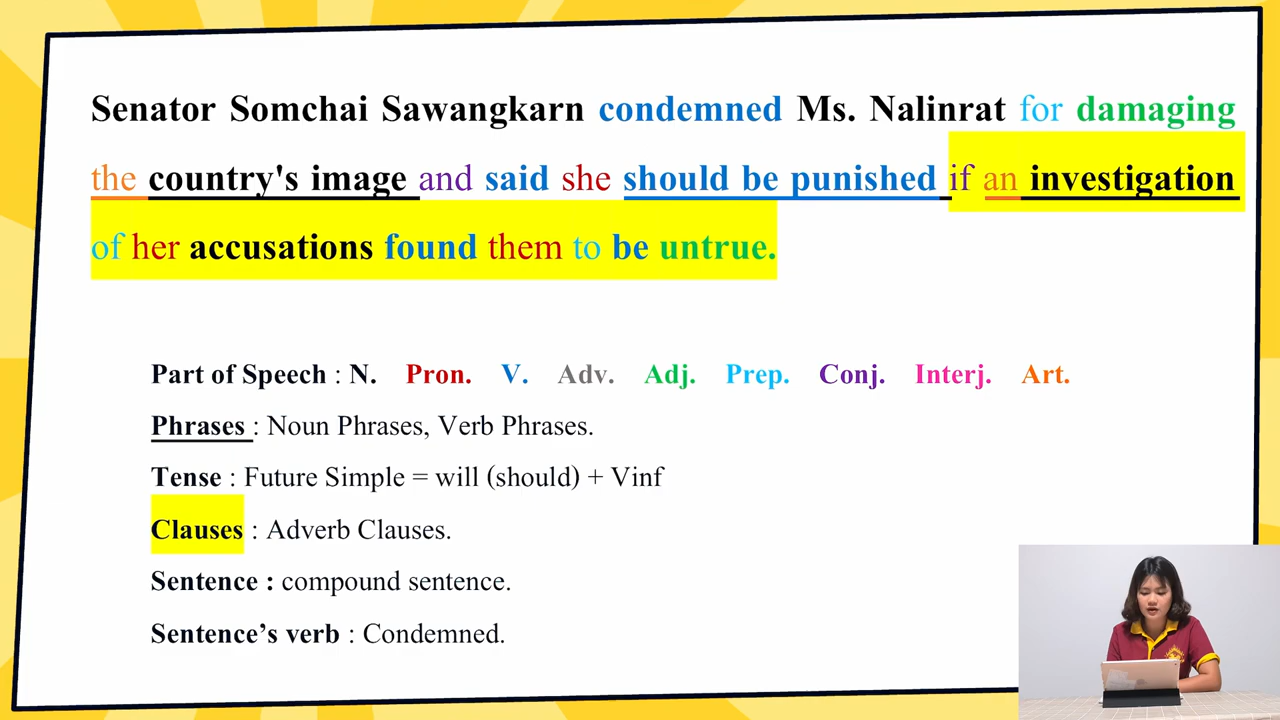 Senator Somchai Sawangkarn condemned Ms. Nalinrat for damaging
the country's image and said she should be punished if an investigation
of her accusations found them to be untrue.
Part of Speech : N. Pron. V. Adv. Adj. Prep. Conj. Interj. Art.
Phrases : Noun Phrases, Verb Phrases.
Tense : Future Simple = will (should) + Vinf
Clauses : Adverb Clauses.
Sentence : compound sentence.
Sentence’s verb : Condemned.